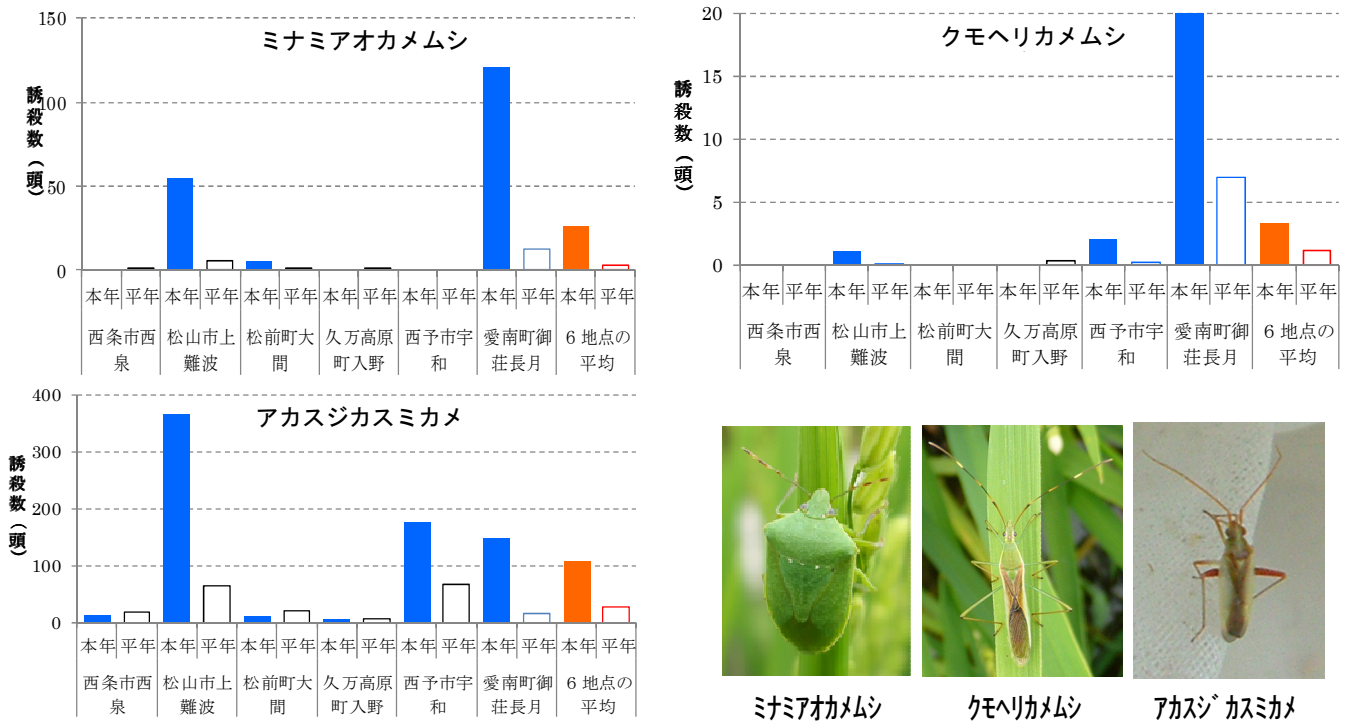 ミナミアオカメムシ
誘殺数（頭）
150
100
50
0
本年 平年 本年 平年 本年 平年 本年 平年 本年 平年 本年 平年 本年 平年
西条市西泉 松山市上難波 松前町大間 久万高原町入野 西予市宇和 愛南町御荘長月 6地点の平均
クモヘリカメムシ
誘殺数（頭）
20
15
10
5
0
本年 平年 本年 平年 本年 平年 本年 平年 本年 平年 本年 平年 本年 平年
西条市西泉 松山市上難波 松前町大間 久万高原町入野 西予市宇和 愛南町御荘長月 6地点の平均
アカスジカスミカメ
誘殺数（頭）
400
300
200
100
0
本年 平年 本年 平年 本年 平年 本年 平年 本年 平年 本年 平年 本年 平年
西条市西泉 松山市上難波 松前町大間 久万高原町入野 西予市宇和 愛南町御荘長月 6地点の平均
ミナミアオカメムシ クモヘリカメムシ アカスジカスミカメ